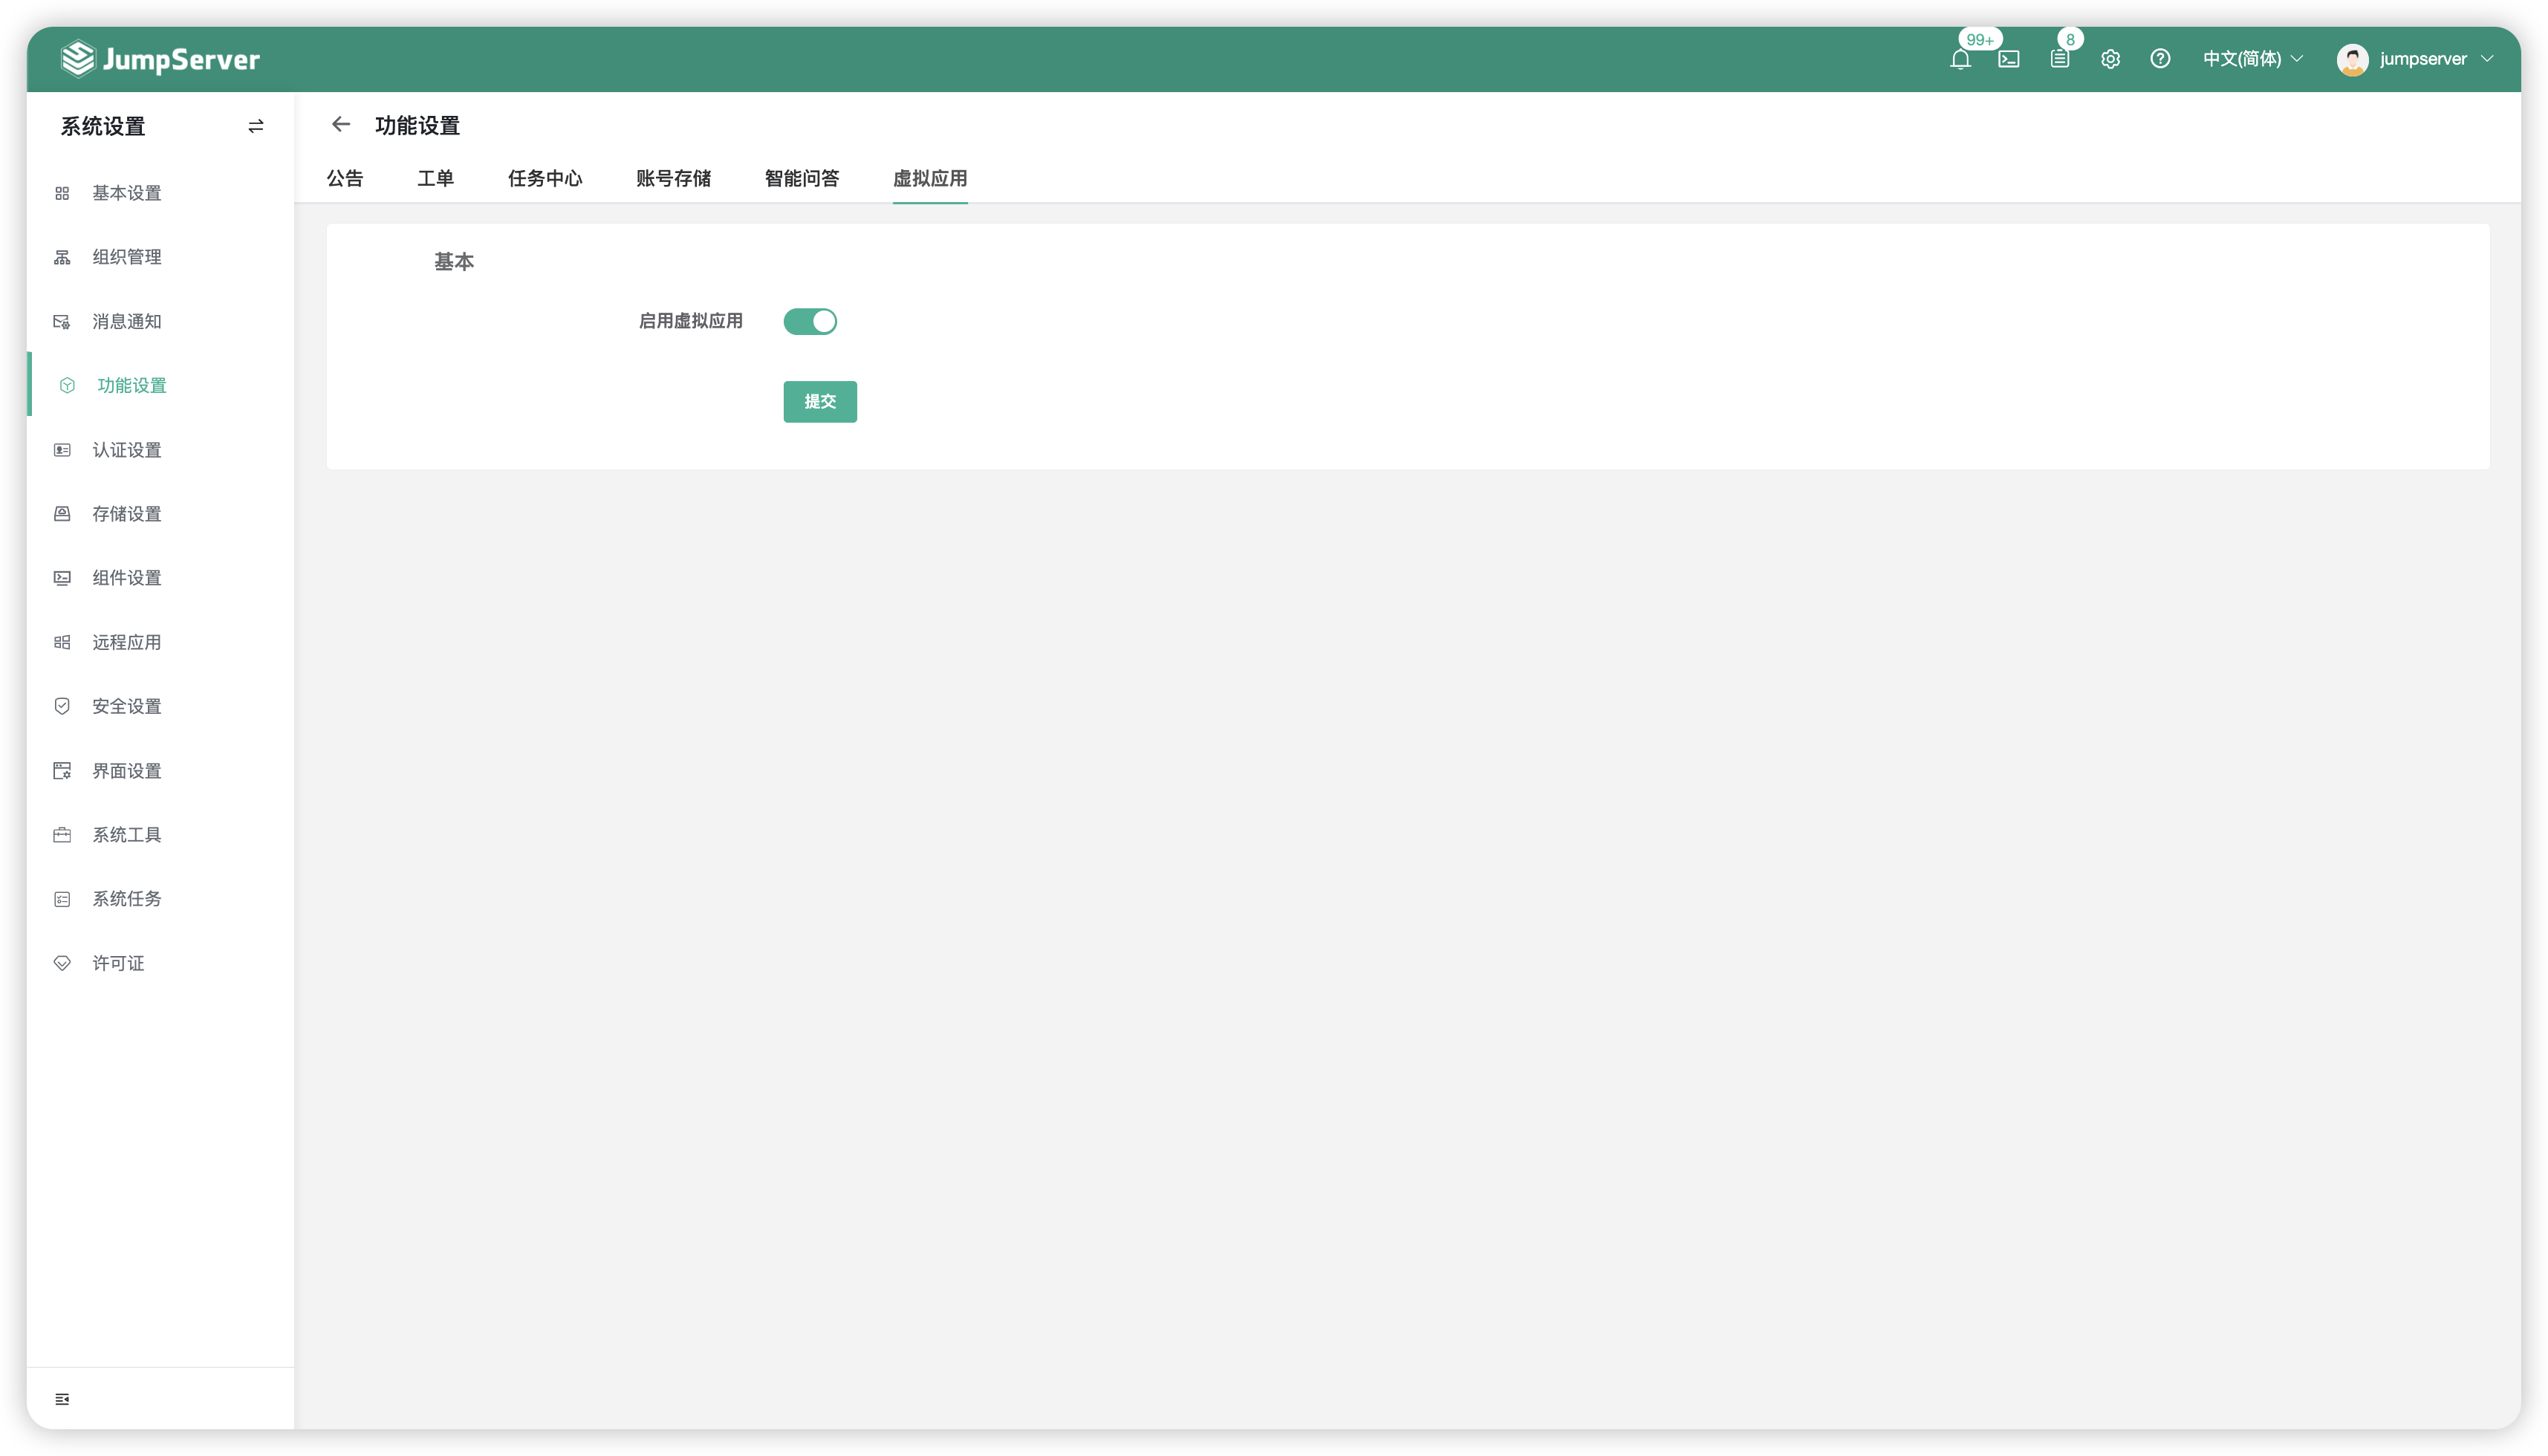 JumpServer
99+
8
中文(简体)
jumpserver
系统设置
基本设置
组织管理
消息通知
功能设置
认证设置
存储设置
组件设置
远程应用
安全设置
界面设置
系统工具
系统任务
许可证
功能设置
公告 工单 任务中心 账号存储 智能问答 虚拟应用
基本
启用虚拟应用
提交